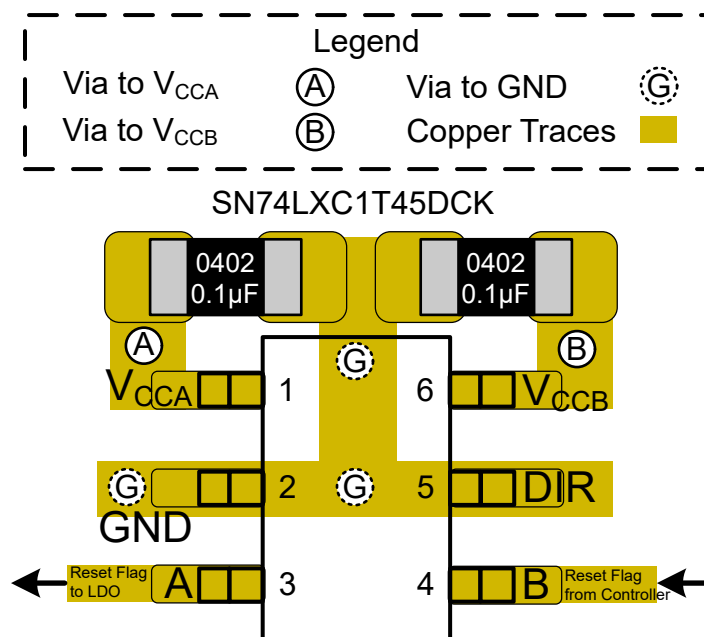 Legend
Via to VCCA A Via to GND G
Via to VCCB B Copper Traces
SN74LXC1T45DCK
0402 0402
0.1µF 0.1µF
A B
G
VCCA 1 6 VCCB
G 2 G 5 DIR
GND
Reset Flag
to LDO
A 3 4 B
Reset Flag
from Controller